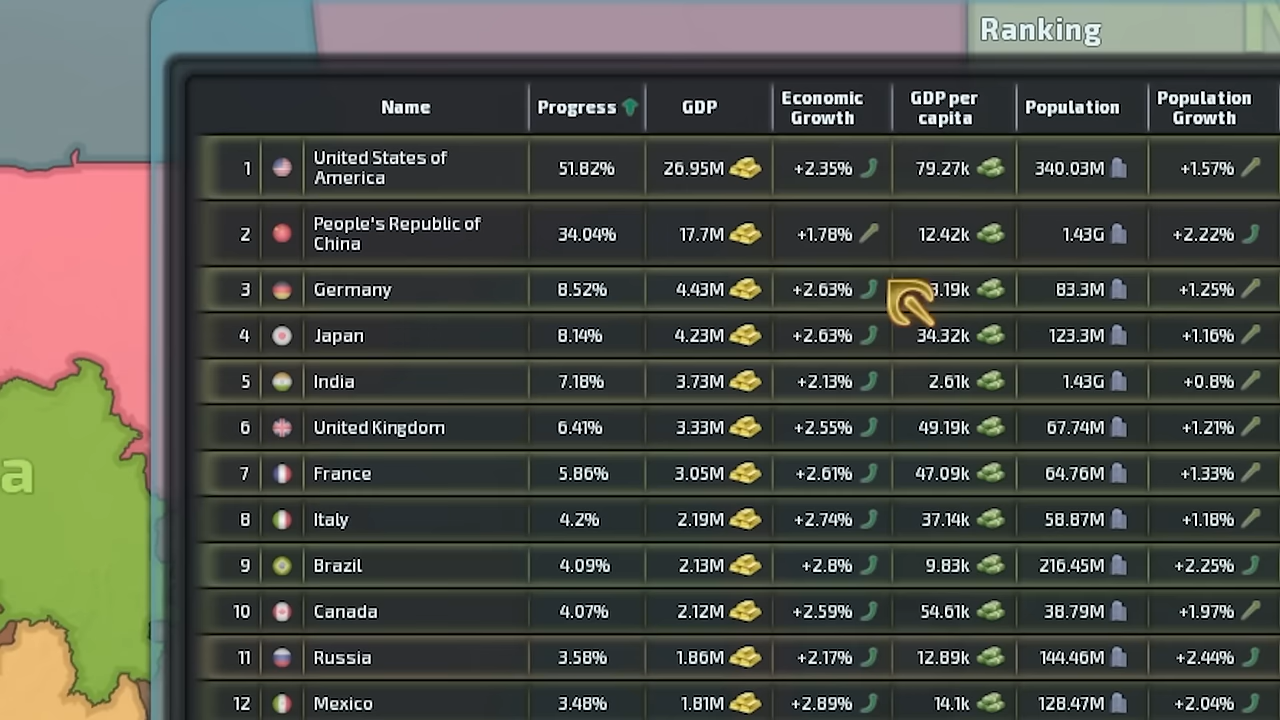 Ranking
Name Progress GDP Economic Growth GDP per capita Population Population Growth
1 United States of America 51.82% 26.95M +2.35% 79.27k 340.03M +1.57%
2 People's Republic of China 34.04% 17.7M +1.78% 12.42k 1.43G +2.22%
3 Germany 8.52% 4.43M +2.63% 3.19k 83.3M +1.25%
4 Japan 8.14% 4.23M +2.63% 34.32k 123.3M +1.16%
5 India 7.18% 3.73M +2.13% 2.61k 1.43G +0.8%
6 United Kingdom 6.41% 3.33M +2.55% 49.19k 67.74M +1.21%
7 France 5.86% 3.05M +2.61% 47.09k 64.76M +1.33%
8 Italy 4.2% 2.19M +2.74% 37.14k 58.87M +1.18%
9 Brazil 4.09% 2.13M +2.8% 9.83k 216.45M +2.25%
10 Canada 4.07% 2.12M +2.59% 54.61k 38.79M +1.97%
11 Russia 3.58% 1.86M +2.17% 12.89k 144.46M +2.44%
12 Mexico 3.48% 1.81M +2.89% 14.1k 128.47M +2.04%
a